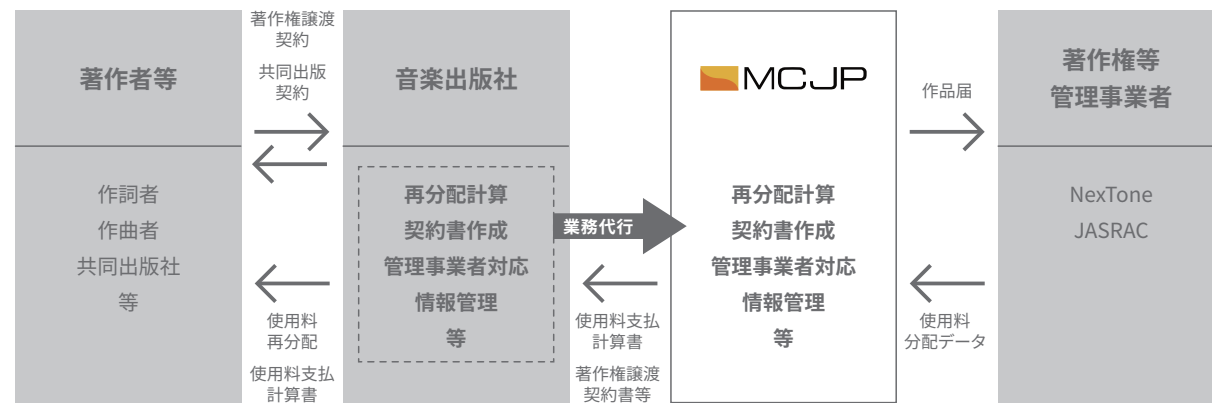 著作者等
作詞者
作曲者
共同出版社
等
著作権譲渡
契約
共同出版
契約
使用料
再分配
使用料支払
計算書
音楽出版社
再分配計算
契約書作成
管理事業者対応
情報管理
等
業務代行
使用料支払
計算書
著作権譲渡
契約書等
MCJP
再分配計算
契約書作成
管理事業者対応
情報管理
等
作品届
使用料
分配データ
著作権等
管理事業者
NexTone
JASRAC